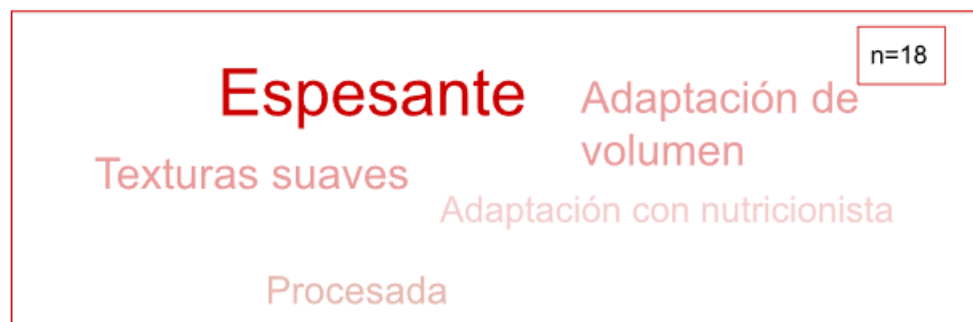 n=18
Espesante
Adaptación de
volumen
Texturas suaves
Adaptación con nutricionista
Procesada